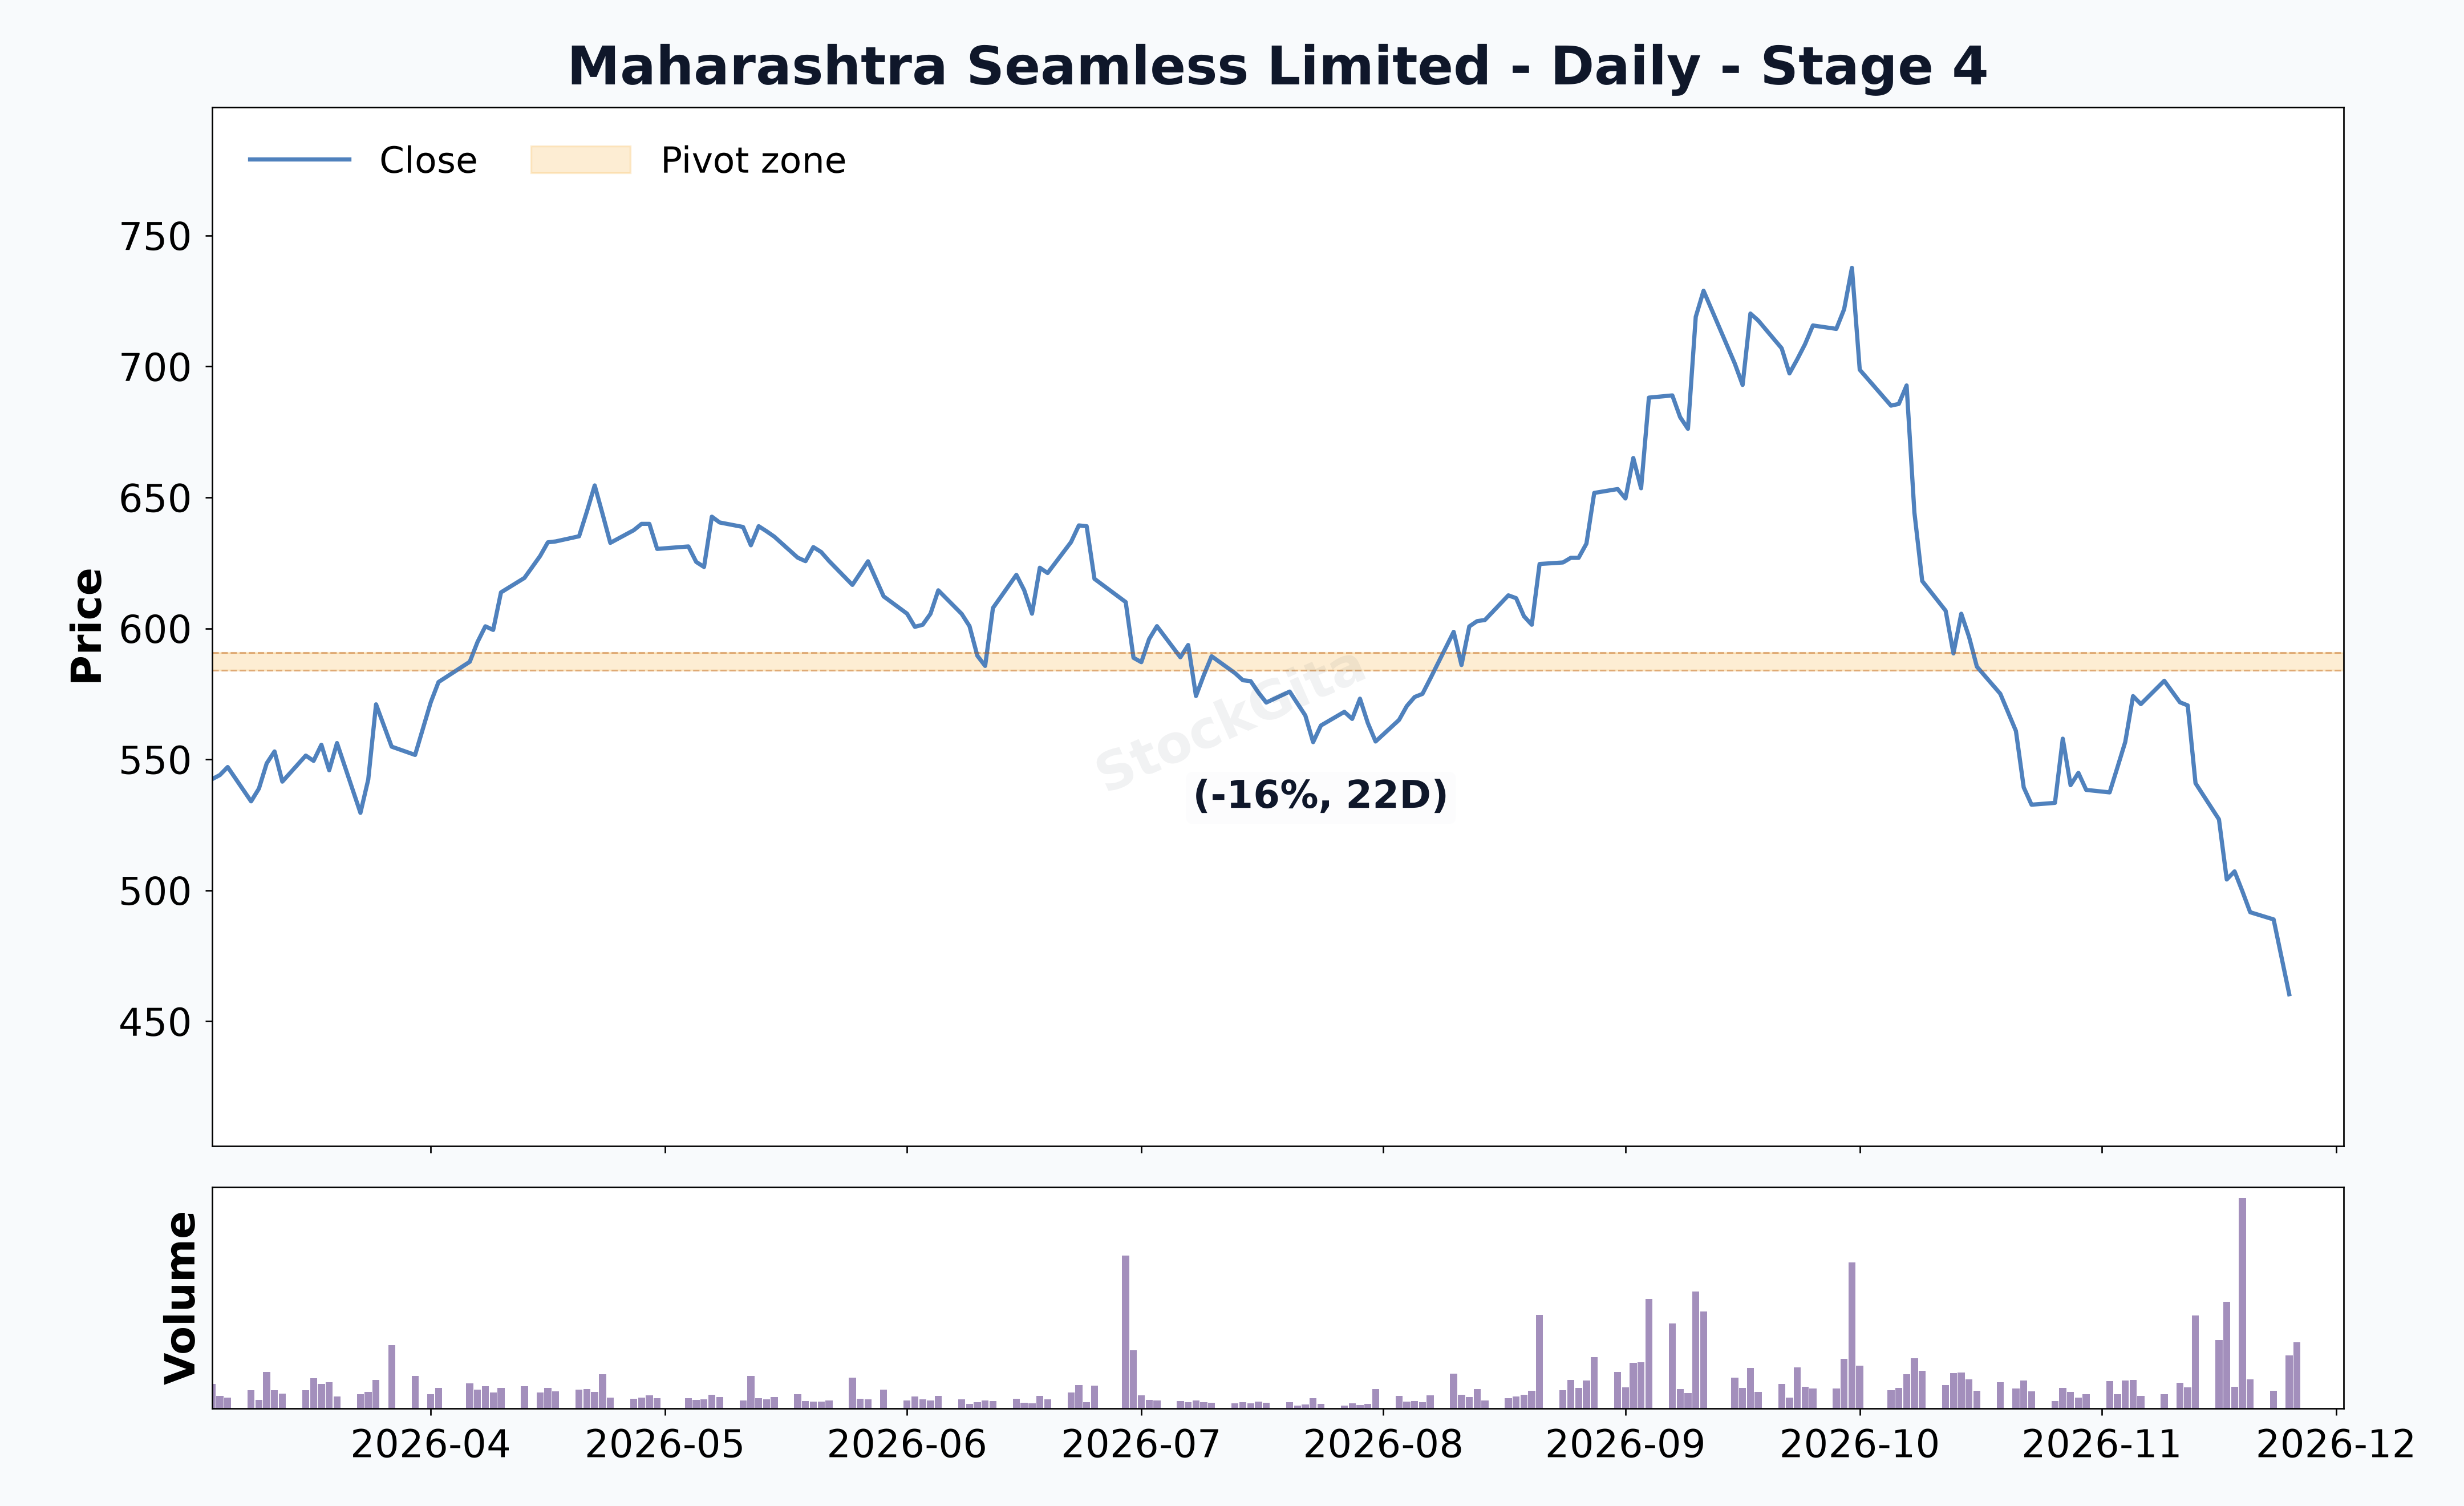 Maharashtra Seamless Limited - Daily - Stage 4
Close
Pivot zone
Price
750
700
650
600
550
500
450
StockGita
(-16%, 22D)
Volume
2026-04
2026-05
2026-06
2026-07
2026-08
2026-09
2026-10
2026-11
2026-12